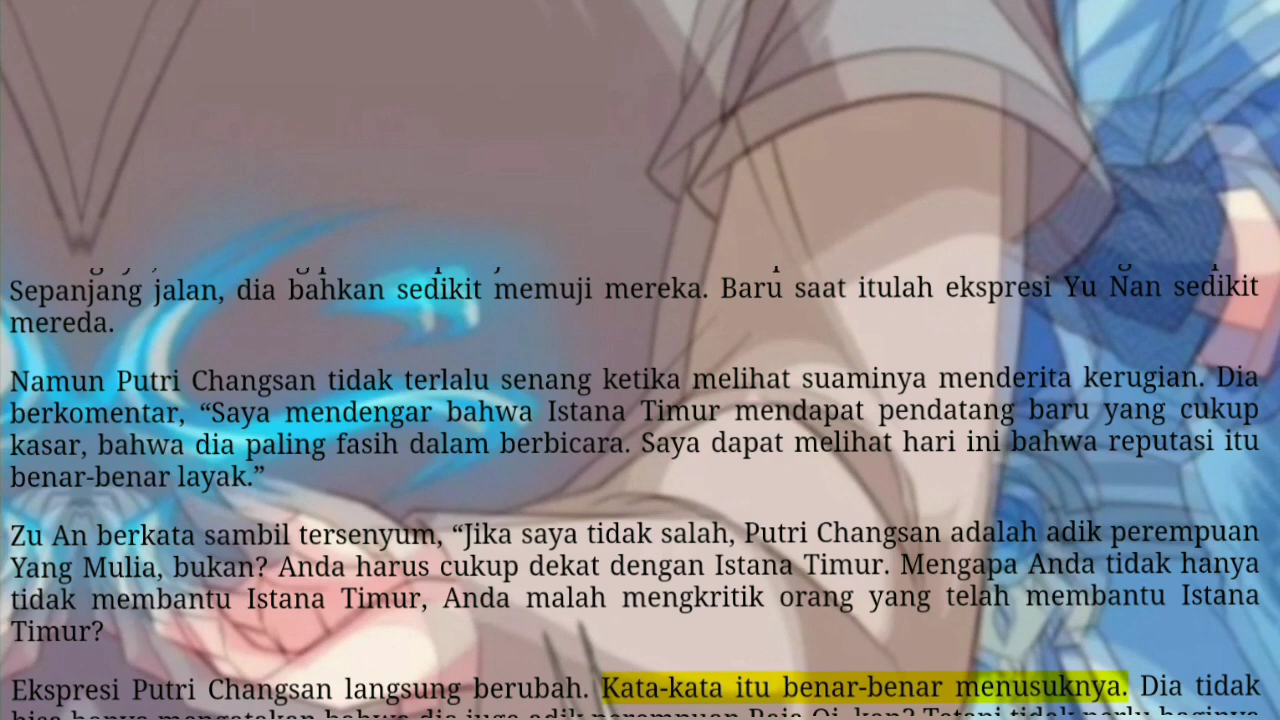 Sepanjang jalan, dia bahkan sedikit memuji mereka. Baru saat itulah ekspresi Yu Nan sedikit
mereda.
Namun Putri Changsan tidak terlalu senang ketika melihat suaminya menderita kerugian. Dia
berkomentar, “Saya mendengar bahwa Istana Timur mendapat pendatang baru yang cukup
kasar, bahwa dia paling fasih dalam berbicara. Saya dapat melihat hari ini bahwa reputasi itu
benar-benar layak.”
Zu An berkata sambil tersenyum, “Jika saya tidak salah, Putri Changsan adalah adik perempuan
Yang Mulia, bukan? Anda harus cukup dekat dengan Istana Timur. Mengapa Anda tidak hanya
tidak membantu Istana Timur, Anda malah mengkritik orang yang telah membantu Istana
Timur?
Ekspresi Putri Changsan langsung berubah. Kata-kata itu benar-benar menusuknya. Dia tidak